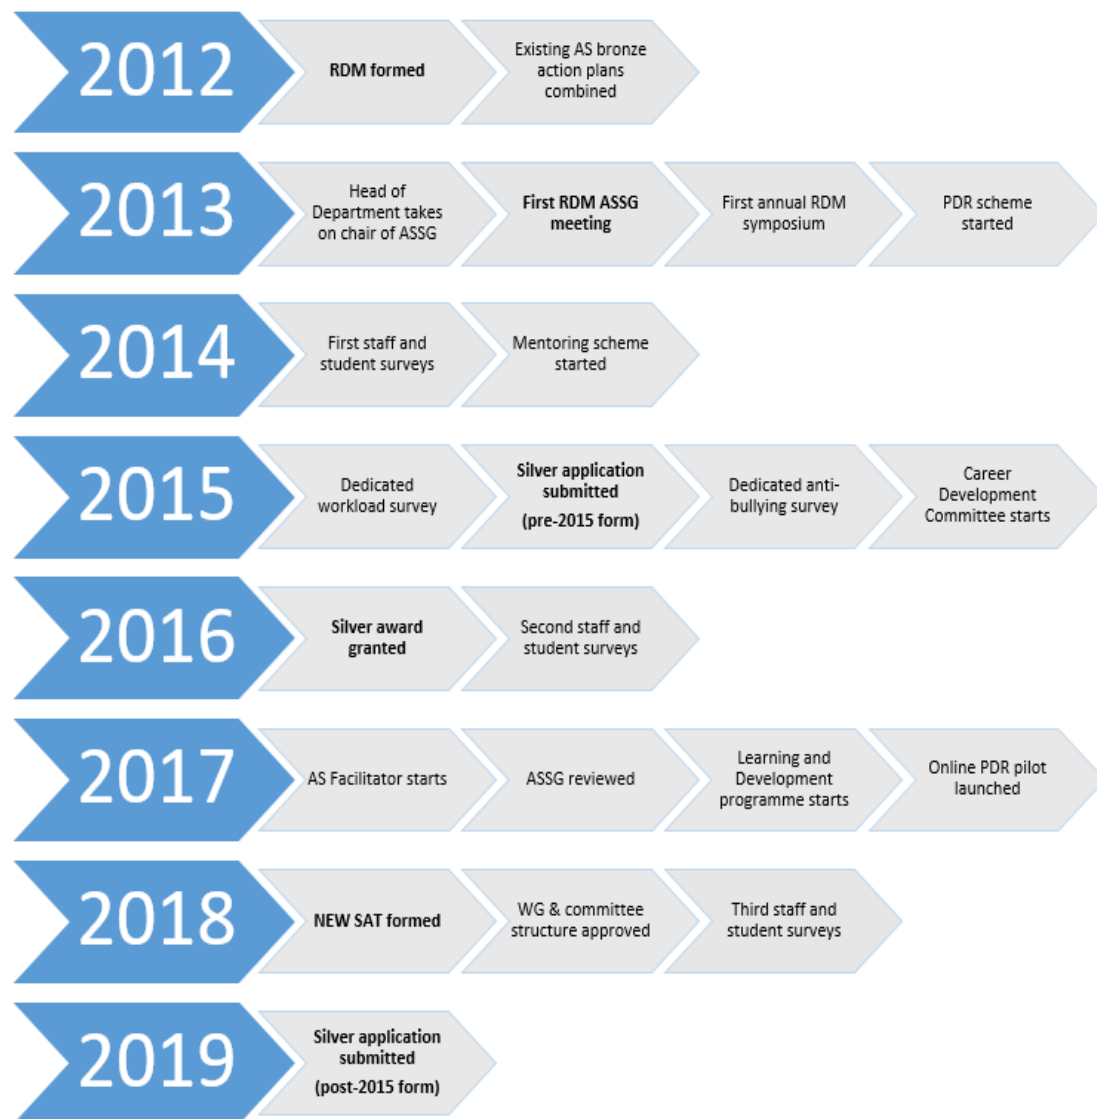 2012
RDM formed
Existing AS bronze
action plans
combined
2013
Head of
Department takes
on chair of ASSG
First RDM ASSG
meeting
First annual RDM
symposium
PDR scheme
started
2014
First staff and
student surveys
Mentoring scheme
started
2015
Dedicated
workload survey
Silver application
submitted
(pre-2015 form)
Dedicated anti-
bullying survey
Career
Development
Committee starts
2016
Silver award
granted
Second staff and
student surveys
2017
AS Facilitator starts
ASSG reviewed
Learning and
Development
programme starts
Online PDR pilot
launched
2018
NEW SAT formed
WG & committee
structure approved
Third staff and
student surveys
2019
Silver application
submitted
(post-2015 form)